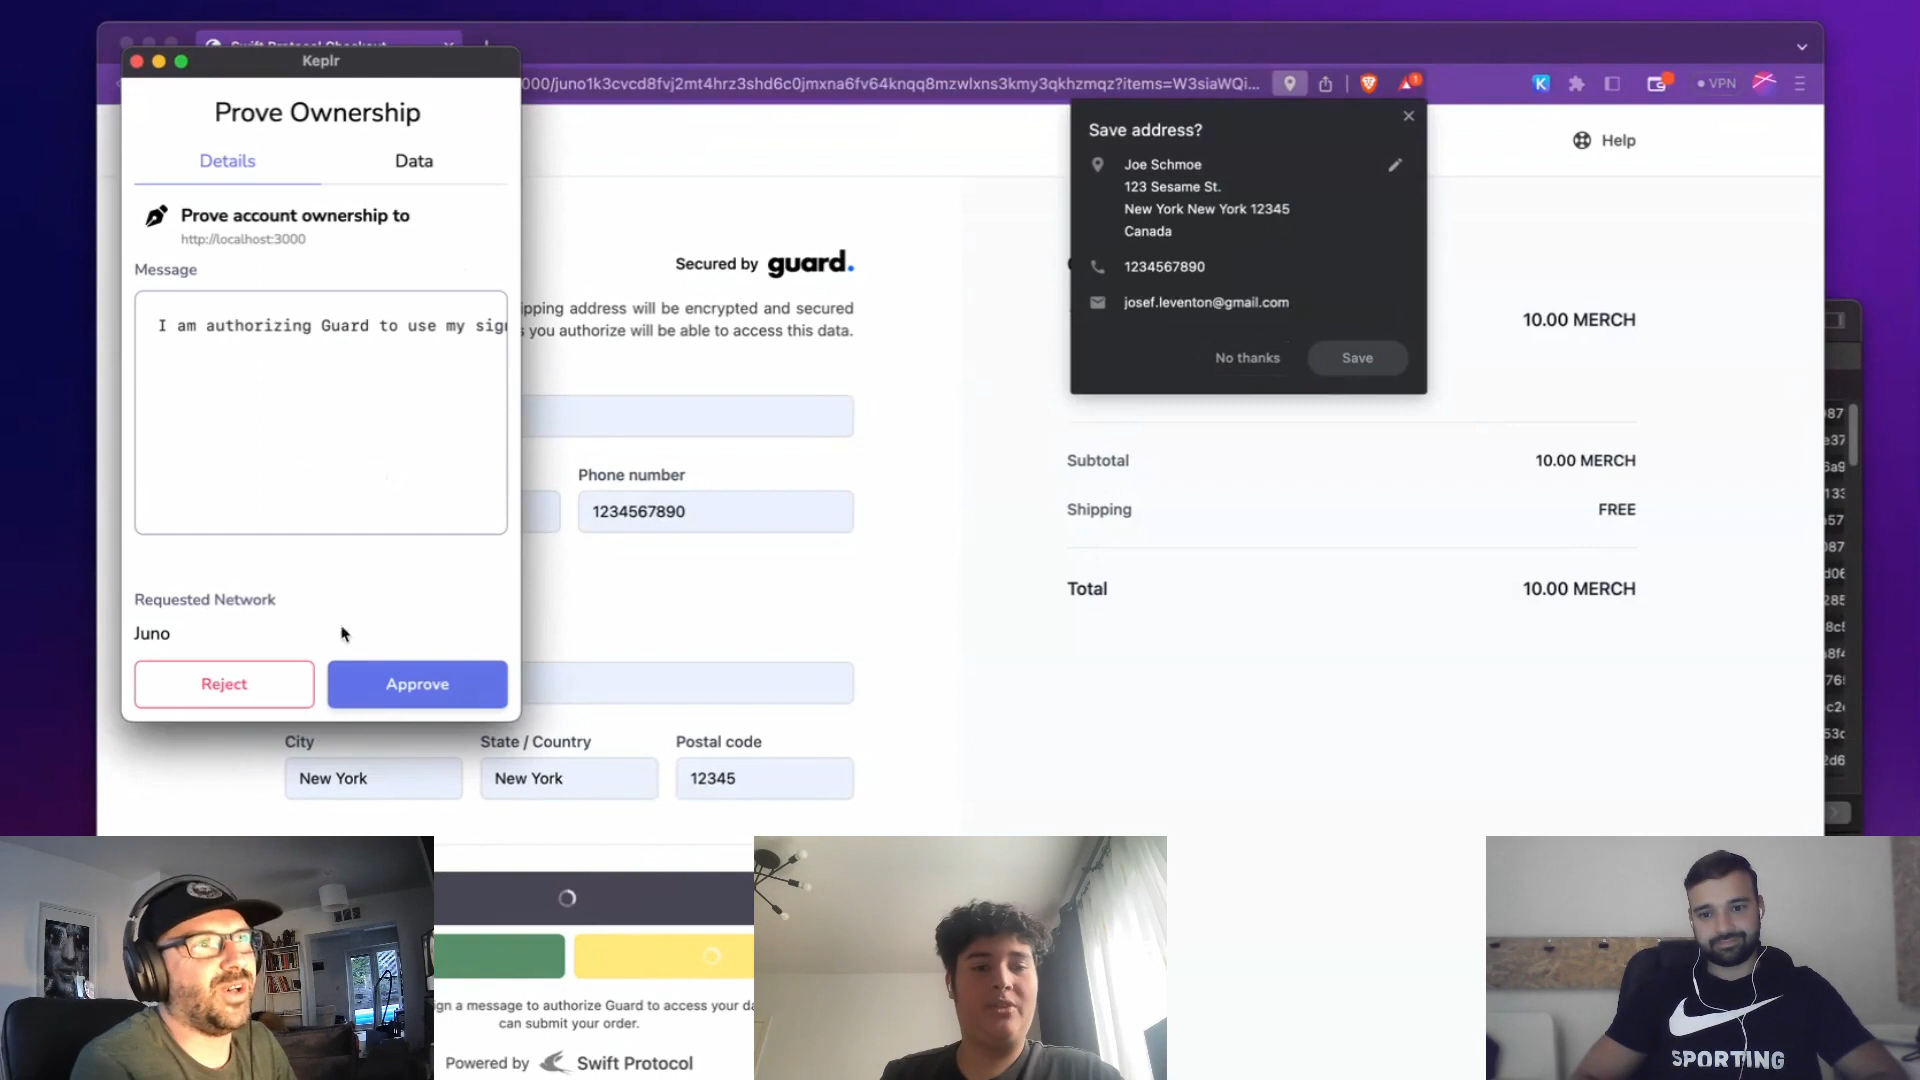 Swift Protocol Checkout
Keplr
000/juno1k3cvcd8fvj2mt4hrz3shd6c0jmxna6fv64knqq8mzwlxns3kmy3qkhzmqz?items=W3siaWQi...
VPN
Prove Ownership
Details
Data
Prove account ownership to
http://localhost:3000
Message
I am authorizing Guard to use my sig
Requested Network
Juno
Reject
Approve
Secured by guard.
pping address will be encrypted and secured
you authorize will be able to access this data.
Phone number
1234567890
City
State / Country
Postal code
New York
New York
12345
Save address?
Joe Schmoe
123 Sesame St.
New York New York 12345
Canada
1234567890
josef.leventon@gmail.com
No thanks
Save
Help
10.00 MERCH
Subtotal
10.00 MERCH
Shipping
FREE
Total
10.00 MERCH
gn a message to authorize Guard to access your da
can submit your order.
Powered by Swift Protocol
SPORTING